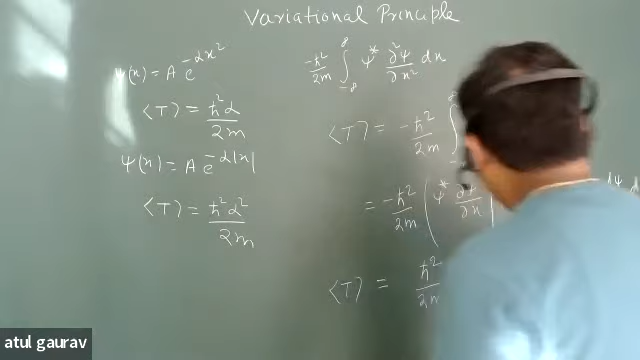 Variational Principle
Ψ(x) = A e^{-αx²}
⟨T⟩ = ħ²α / 2m
Ψ(x) = A e^{-α|x|}
⟨T⟩ = ħ²α² / 2m
-ħ²/2m ∫_{-∞}^{∞} Ψ* ∂²Ψ/∂x² dx
⟨T⟩ = -ħ²/2m ∫
= -ħ²/2m ( Ψ* ∂Ψ/∂x |
⟨T⟩ = ħ²/2m
atul gaurav